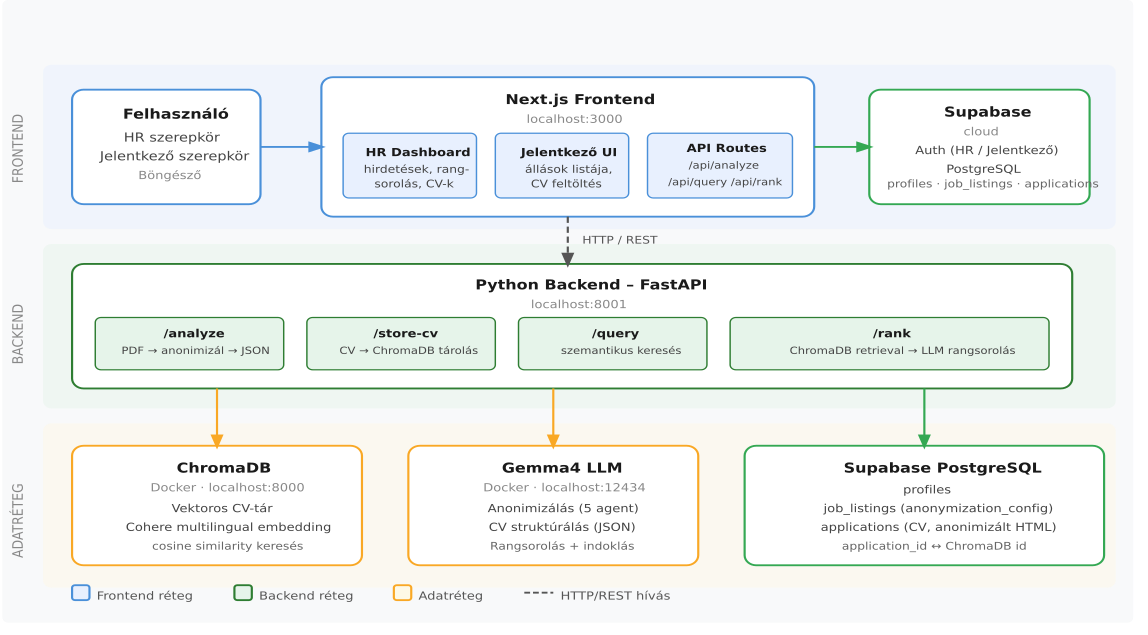 FRONTEND
Felhasználó
HR szerepkör
Jelentkező szerepkör
Böngésző
Next.js Frontend
localhost:3000
HR Dashboard
hirdetések, rang-
sorolás, CV-k
Jelentkező UI
állások listája,
CV feltöltés
API Routes
/api/analyze
/api/query /api/rank
Supabase
cloud
Auth (HR / Jelentkező)
PostgreSQL
profiles · job_listings · applications
HTTP / REST
BACKEND
Python Backend – FastAPI
localhost:8001
/analyze
PDF → anonimizál → JSON
/store-cv
CV → ChromaDB tárolás
/query
szemantikus keresés
/rank
ChromaDB retrieval → LLM rangsorolás
ADATRÉTEG
ChromaDB
Docker · localhost:8000
Vektoros CV-tár
Cohere multilingual embedding
cosine similarity keresés
Gemma4 LLM
Docker · localhost:12434
Anonimizálás (5 agent)
CV struktúrálás (JSON)
Rangsorolás + indoklás
Supabase PostgreSQL
profiles
job_listings (anonymization_config)
applications (CV, anonimizált HTML)
application_id ↔ ChromaDB id
Frontend réteg
Backend réteg
Adatréteg
HTTP/REST hívás